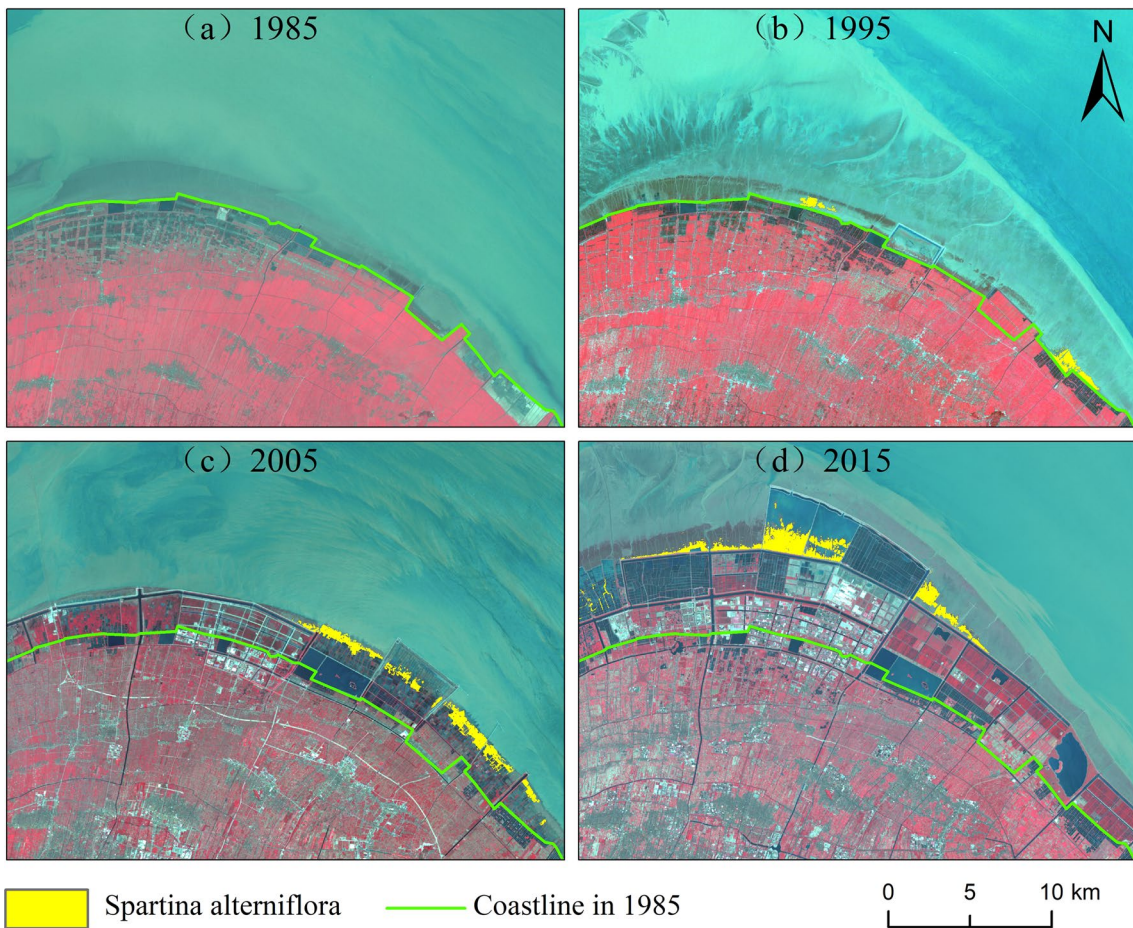 （a）1985
（b）1995
N
（c）2005
（d）2015
Spartina alterniflora
Coastline in 1985
0 5 10 km